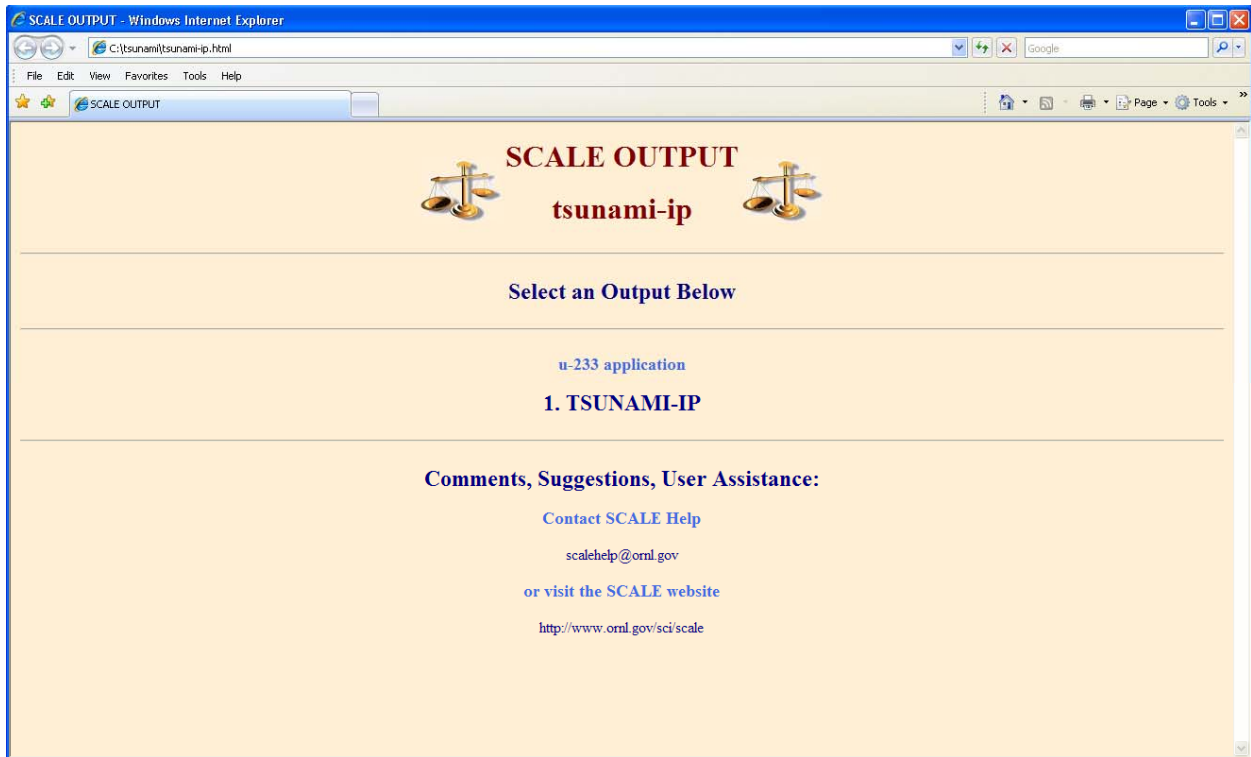 SCALE OUTPUT - Windows Internet Explorer
C:\tsunami\tsunami-ip.html
Google
File Edit View Favorites Tools Help
SCALE OUTPUT
Page Tools »
SCALE OUTPUT
tsunami-ip
Select an Output Below
u-233 application
1. TSUNAMI-IP
Comments, Suggestions, User Assistance:
Contact SCALE Help
scalehelp@ornl.gov
or visit the SCALE website
http://www.ornl.gov/sci/scale